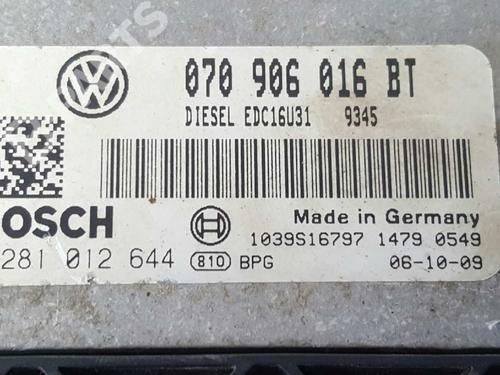 070 906 016 BT
DIESEL EDC16U31 9345
OSCH
Made in Germany
1039S16797 1479 0549
281 012 644 810 BPG 06-10-09